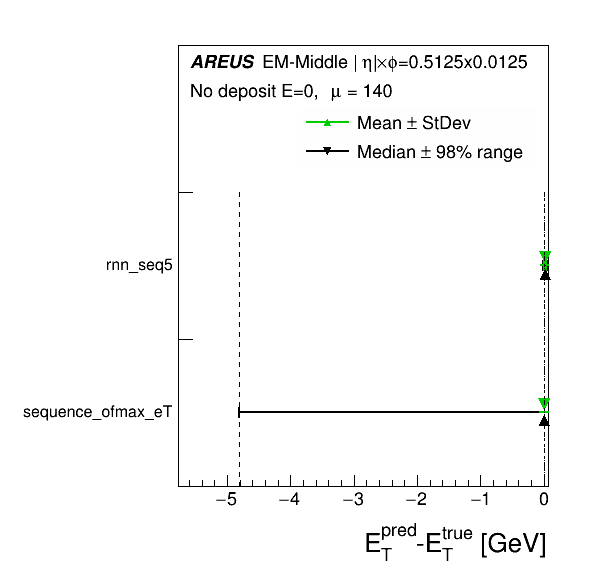 AREUS EM-Middle | η|×φ=0.5125x0.0125
No deposit E=0, μ = 140
Mean ± StDev
Median ± 98% range
rnn_seq5
sequence_ofmax_eT
−5 −4 −3 −2 −1 0
E_T^pred-E_T^true [GeV]